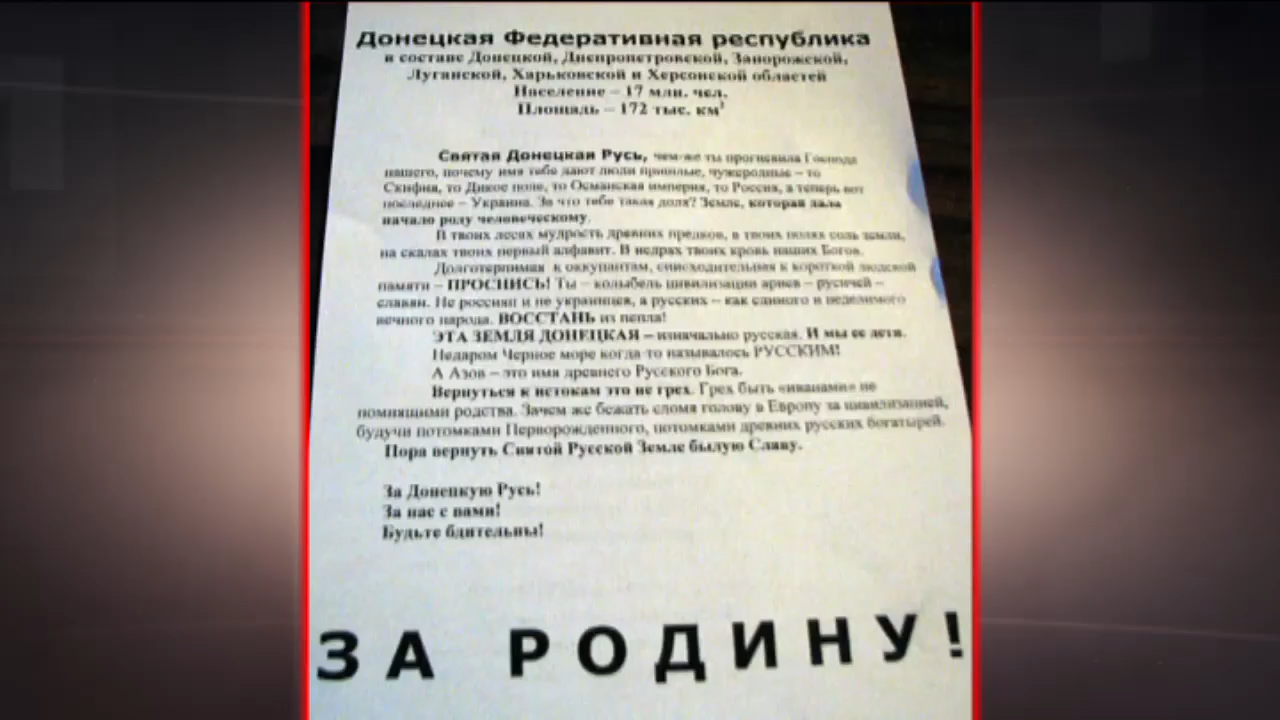 Донецкая Федеративная республика
в составе Донецкой, Днепропетровской, Запорожской,
Луганской, Харьковской и Херсонской областей
Население – 17 млн. чел.
Площадь – 172 тыс. км²
Святая Донецкая Русь, чем-же ты прогневила Господа
нашего, почему имя тебе дают люди пришлые, чужеродные – то
Скифия, то Дикое поле, то Османская империя, то Россия, а теперь вот
последнее – Украина. За что тебе такая доля? Земле, которая дала
начало роду человеческому.
В твоих лесах мудрость древних предков, в твоих полях соль земли,
на скалах твоих первый алфавит. В недрах твоих кровь наших Богов.
Долготерпимая к оккупантам, снисходительная к короткой людской
памяти – ПРОСНИСЬ! Ты – колыбель цивилизации ариев – русичей –
славян. Не россиян и не украинцев, а русских – как единого и неделимого
вечного народа. ВОССТАНЬ из пепла!
ЭТА ЗЕМЛЯ ДОНЕЦКАЯ – изначально русская. И мы ее дети.
Недаром Черное море когда-то называлось РУССКИМ!
А Азов – это имя древнего Русского Бога.
Вернуться к истокам это не грех. Грех быть «иванами» не
помнящими родства. Зачем же бежать сломя голову в Европу за цивилизацией,
будучи потомками Перворожденного, потомками древних русских богатырей.
Пора вернуть Святой Русской Земле былую Славу.
За Донецкую Русь!
За нас с вами!
Будьте бдительны!
ЗА РОДИНУ!